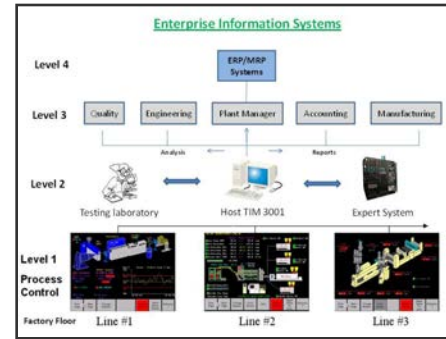 Enterprise Information Systems
Level 4
ERP/MRP
Systems
Level 3
Quality
Engineering
Plant Manager
Accounting
Manufacturing
Analysis
Reports
Level 2
Testing laboratory
Host TIM 3001
Expert System
Level 1
Process
Control
Factory Floor
Line #1
Line #2
Line #3